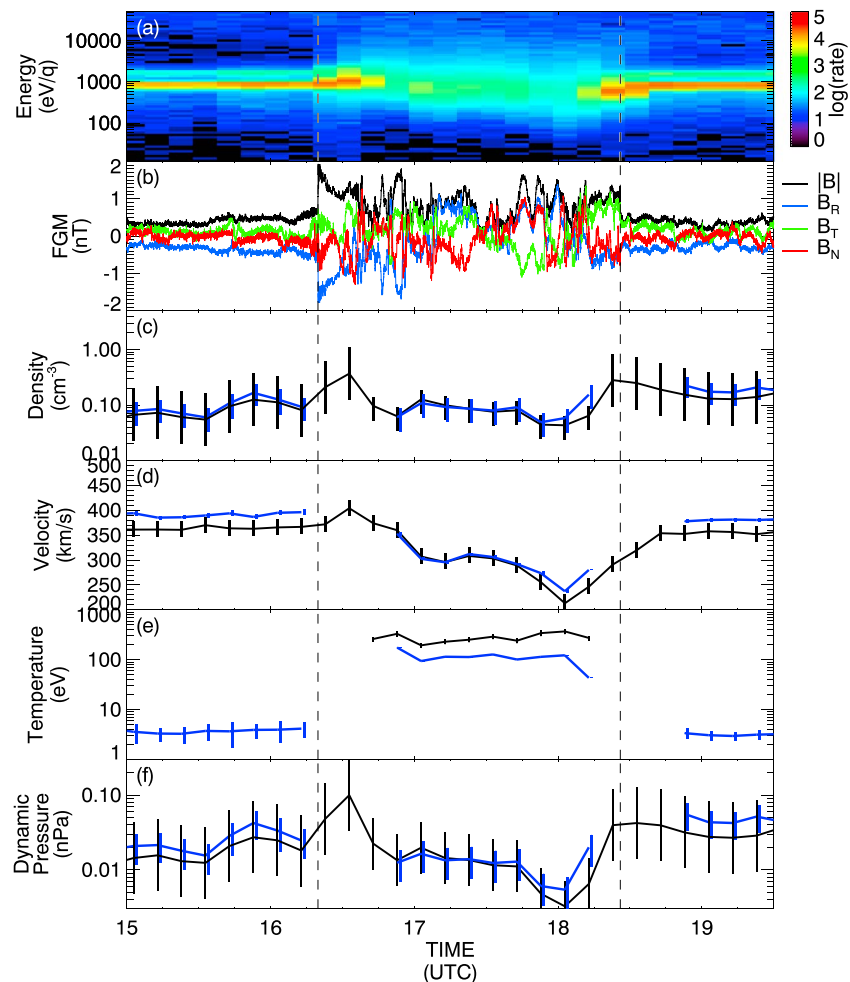 (a)
Energy
(eV/q)
10000
1000
100
5
4
3
2
1
0
log(rate)
(b)
FGM
(nT)
2
1
0
-1
-2
|B|
B_R
B_T
B_N
(c)
Density
(cm⁻³)
1.00
0.10
0.01
(d)
Velocity
(km/s)
500
450
400
350
300
250
200
(e)
Temperature
(eV)
1000
100
10
1
(f)
Dynamic
Pressure
(nPa)
0.10
0.01
15 16 17 18 19
TIME
(UTC)